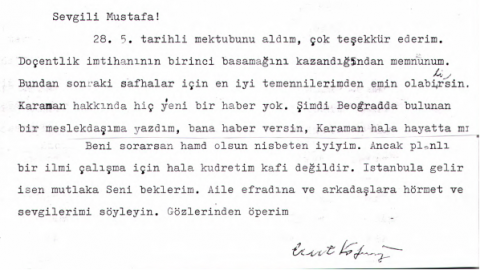 Sevgili Mustafa!
28. 5. tarihli mektubunu aldım, çok teşekkür ederim.
Doçentlik imtihanının birinci basamağını kazandığından memnunum.
Bundan sonraki safhalar için en iyi temennilerimden emin olabilirsin.
Karaman hakkında hiç yeni bir haber yok. Şimdi Beogradda bulunan
bir meslekdaşıma yazdım, bana haber versin, Karaman hala hayatta mı
Beni sorarsan hamd olsun nisbeten iyiyim. Ancak planlı
bir ilmi çalışma için hala kudretim kafi değildir. Istanbula gelir
isen mutlaka Seni beklerim. Aile efradına ve arkadaşlara hörmet ve
sevgilerimi söyleyin. Gözlerinden öperim